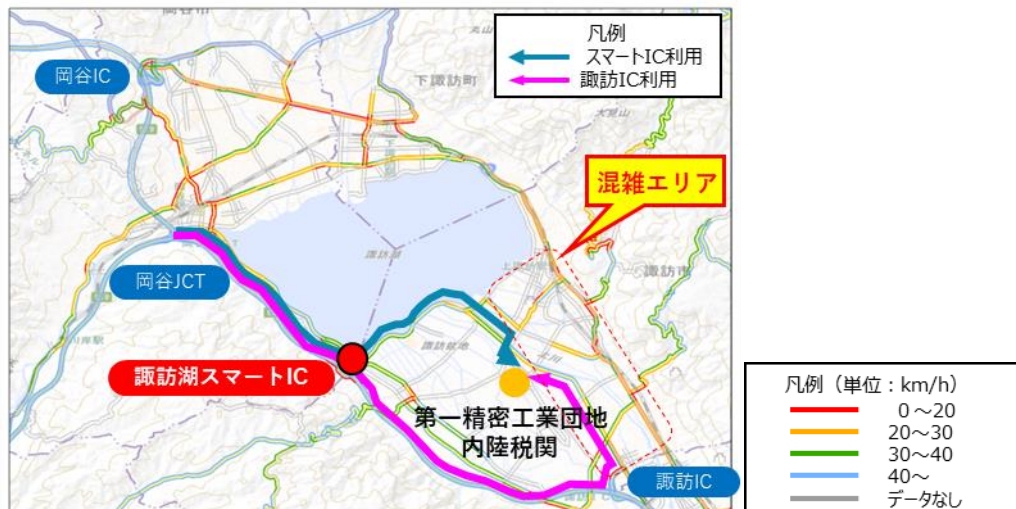 凡例
スマートIC利用
諏訪IC利用
岡谷IC
下諏訪町
混雑エリア
諏訪湖
諏訪市
岡谷JCT
諏訪湖スマートIC
第一精密工業団地
内陸税関
諏訪IC
凡例（単位：km/h）
0～20
20～30
30～40
40～
データなし